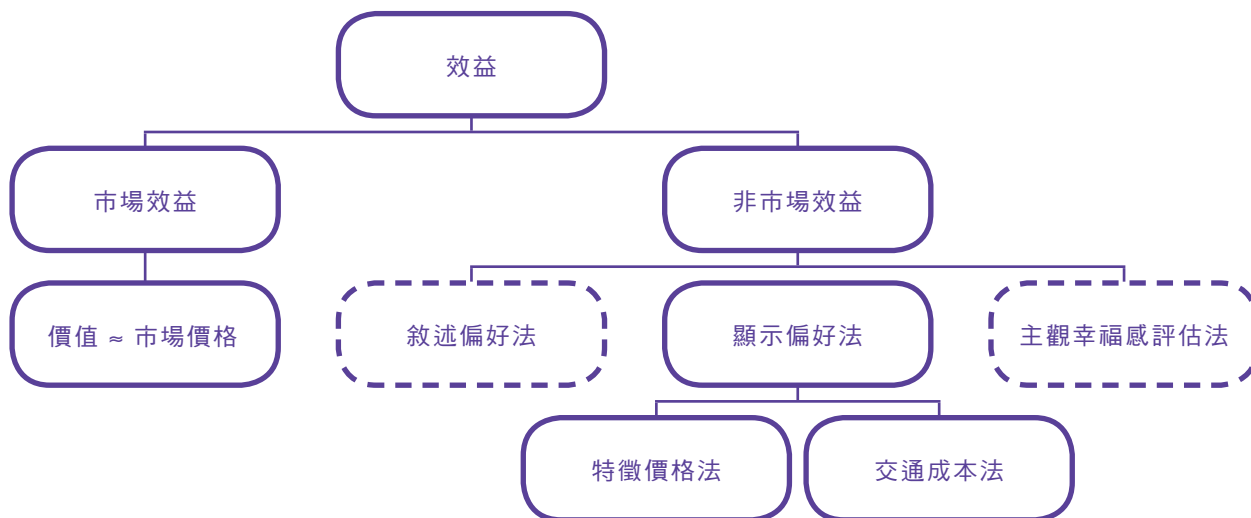 效益
市場效益
非市場效益
價值 ≈ 市場價格
敘述偏好法
顯示偏好法
主觀幸福感評估法
特徵價格法
交通成本法